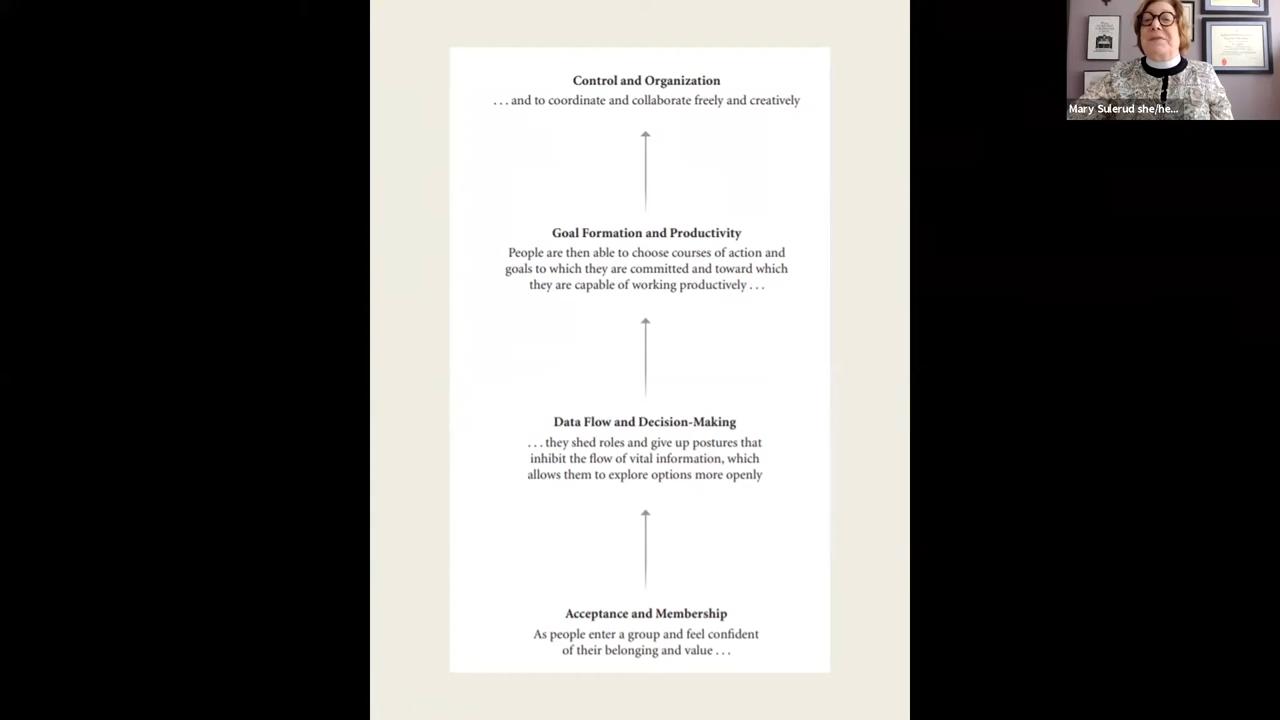 Control and Organization
. . . and to coordinate and collaborate freely and creatively
Goal Formation and Productivity
People are then able to choose courses of action and
goals to which they are committed and toward which
they are capable of working productively . . .
Data Flow and Decision-Making
. . . they shed roles and give up postures that
inhibit the flow of vital information, which
allows them to explore options more openly
Acceptance and Membership
As people enter a group and feel confident
of their belonging and value . . .
Mary Sulerud she/he...